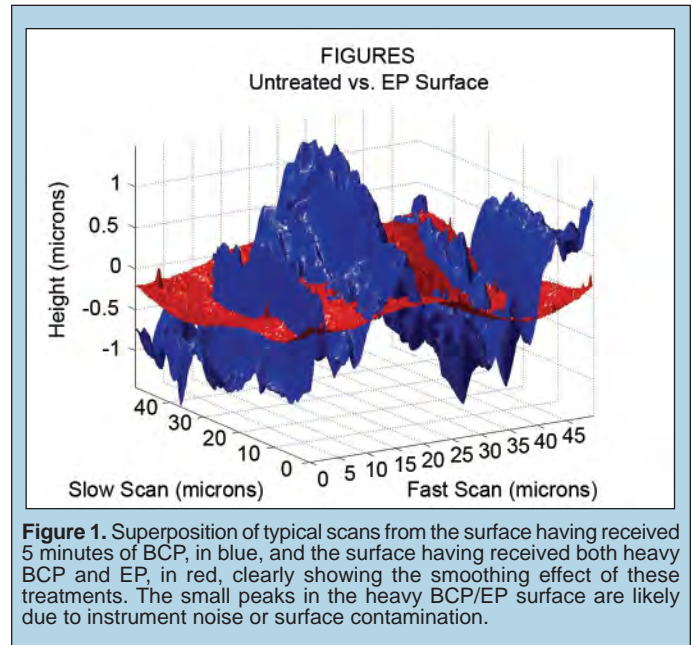 FIGURES
Untreated vs. EP Surface
Height (microns)
1
0.5
0
-0.5
-1
40
30
20
10
0
0
5
10
15
20
25
30
35
40
45
Slow Scan (microns)
Fast Scan (microns)
Figure 1. Superposition of typical scans from the surface having received
5 minutes of BCP, in blue, and the surface having received both heavy
BCP and EP, in red, clearly showing the smoothing effect of these
treatments. The small peaks in the heavy BCP/EP surface are likely
due to instrument noise or surface contamination.